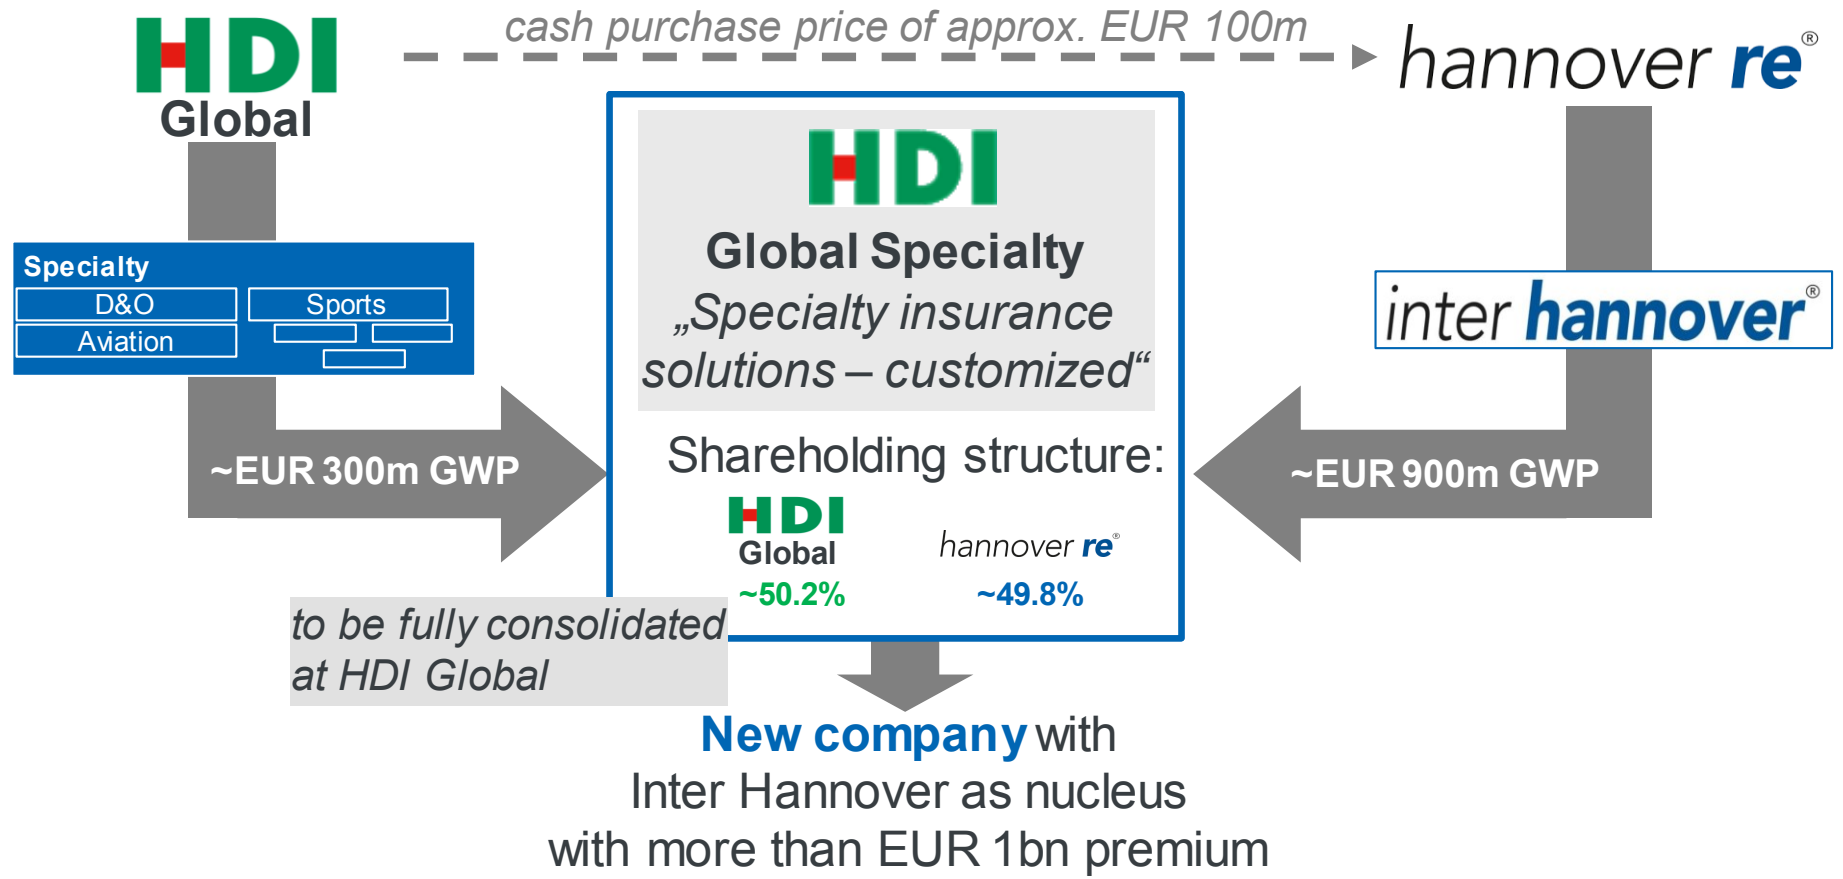 cash purchase price of approx. EUR 100m
HDI
Global
hannover re®
HDI
Global Specialty
„Specialty insurance
solutions – customized“
Specialty
D&O
Sports
Aviation
inter hannover®
~EUR 300m GWP
Shareholding structure:
~EUR 900m GWP
HDI
Global
hannover re®
~50.2%
~49.8%
to be fully consolidated
at HDI Global
New company with
Inter Hannover as nucleus
with more than EUR 1bn premium